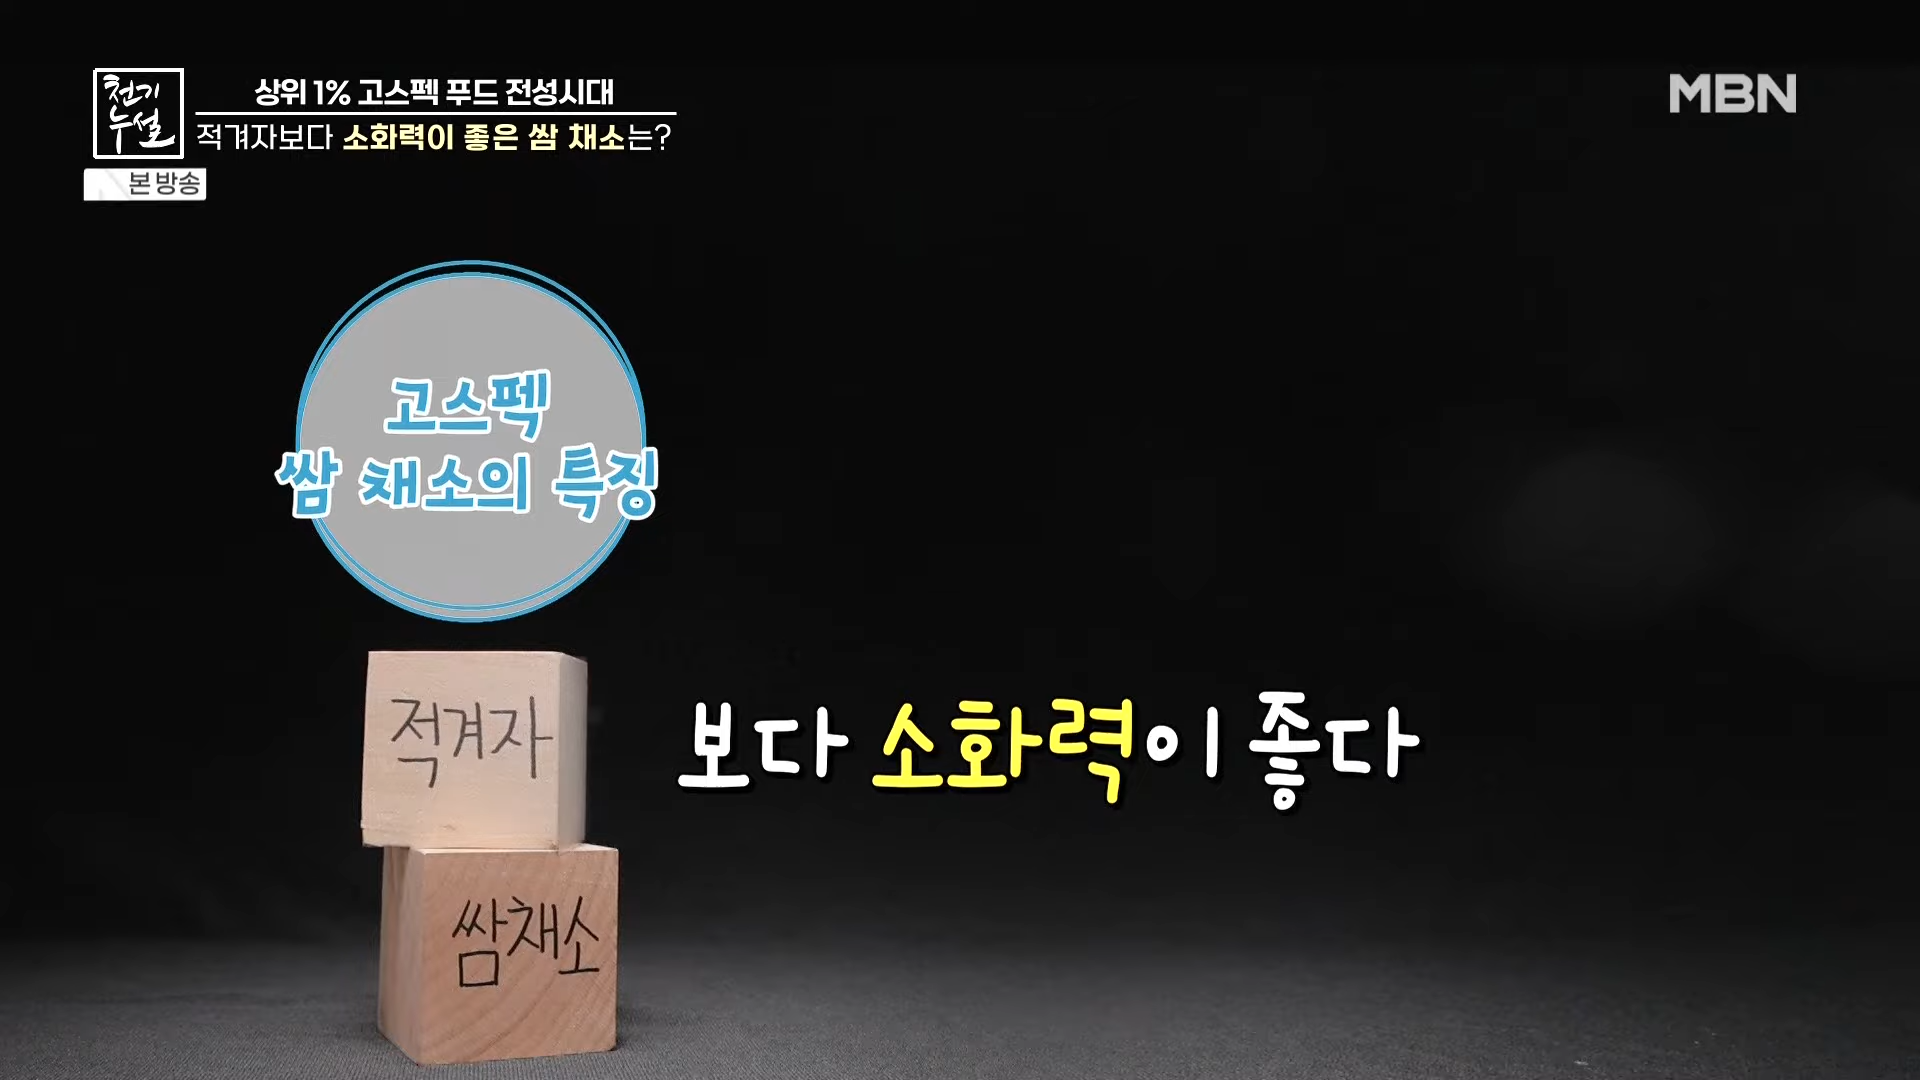 천기
누설
상위 1% 고스펙 푸드 전성시대
적겨자보다 소화력이 좋은 쌈 채소는?
MBN
본방송
고스펙
쌈 채소의 특징
적겨자
보다 소화력이 좋다
쌈채소